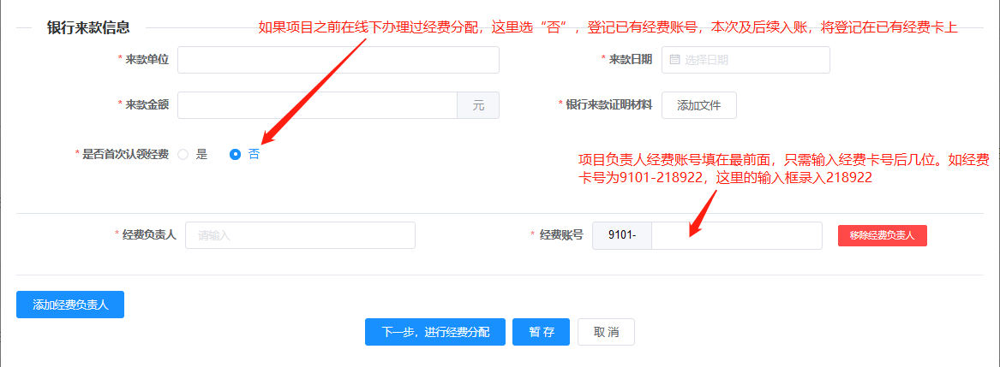 银行来款信息
如果项目之前在线下办理过经费分配，这里选“否”，登记已有经费账号，本次及后续入账，将登记在已有经费卡上
* 来款单位
* 来款日期 选择日期
* 来款金额 元
* 银行来款证明材料 添加文件
* 是否首次认领经费 是 否
项目负责人经费账号填在最前面，只需输入经费卡号后几位。如经费
卡号为9101-218922，这里的输入框录入218922
* 经费负责人 请输入
* 经费账号 9101- 移除经费负责人
添加经费负责人
下一步，进行经费分配 暂 存 取 消